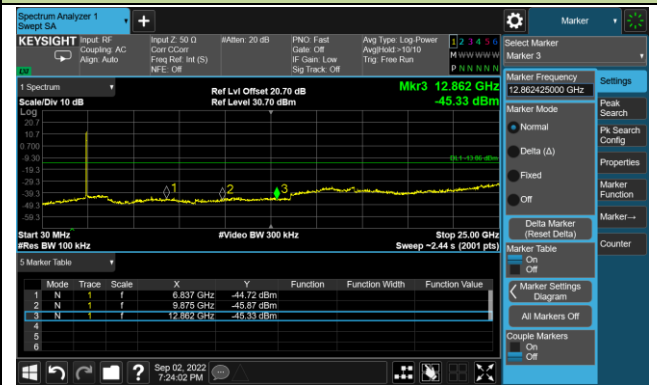 Spectrum Analyzer 1
Swept SA
+
Marker
KEYSIGHT
Input: RF
Coupling: AC
Align: Auto
Input Z: 50 Ω
Corr CCorr
Freq Ref: Int (S)
NFE: Off
#Atten: 20 dB
PNO: Fast
Gate: Off
IF Gain: Low
Sig Track: Off
Avg Type: Log-Power
Avg|Hold:>10/10
Trig: Free Run
1 2 3 4 5 6
M W W W W W
P N N N N N
LXI
1 Spectrum
Scale/Div 10 dB
Ref Lvl Offset 20.70 dB
Ref Level 30.70 dBm
Mkr3 12.862 GHz
-45.33 dBm
Log
20.7
10.7
0.700
-9.30
-19.3
-29.3
-39.3
-49.3
-59.3
DL1 -13.86 dBm
1
2
3
Start 30 MHz
#Res BW 100 kHz
#Video BW 300 kHz
Stop 25.00 GHz
Sweep ~2.44 s (2001 pts)
5 Marker Table
Mode Trace Scale X Y Function Function Width Function Value
1 N 1 f 6.837 GHz -44.72 dBm
2 N 1 f 9.875 GHz -45.87 dBm
3 N 1 f 12.862 GHz -45.33 dBm
4
5
6
Sep 02, 2022
7:24:02 PM
Select Marker
Marker 3
Marker Frequency
12.862425000 GHz
Marker Mode
Normal
Delta (Δ)
Fixed
Off
Delta Marker
(Reset Delta)
Marker Table
On
Off
Marker Settings
Diagram
All Markers Off
Couple Markers
On
Off
Settings
Peak
Search
Pk Search
Config
Properties
Marker
Function
Marker→
Counter